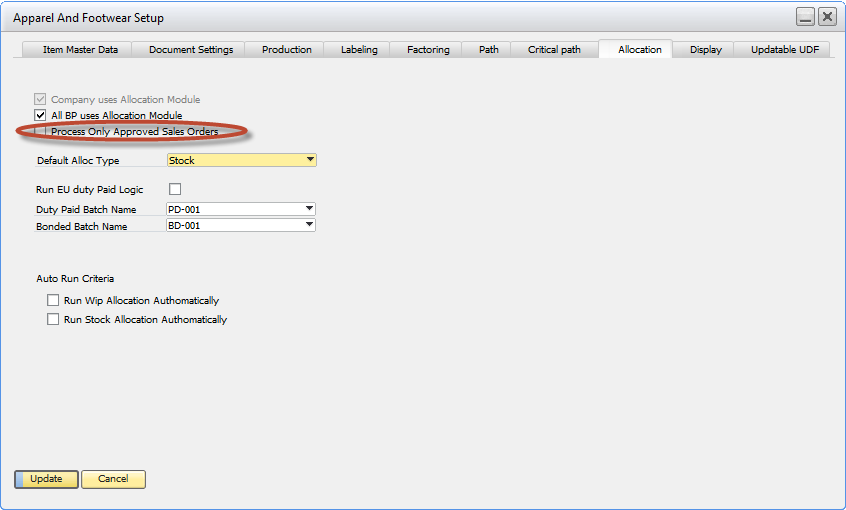 Apparel And Footwear Setup
Item Master Data Document Settings Production Labeling Factoring Path Critical path Allocation Display Updatable UDF
Company uses Allocation Module
All BP uses Allocation Module
Process Only Approved Sales Orders
Default Alloc Type Stock
Run EU duty Paid Logic
Duty Paid Batch Name PD-001
Bonded Batch Name BD-001
Auto Run Criteria
Run Wip Allocation Authomatically
Run Stock Allocation Authomatically
Update Cancel